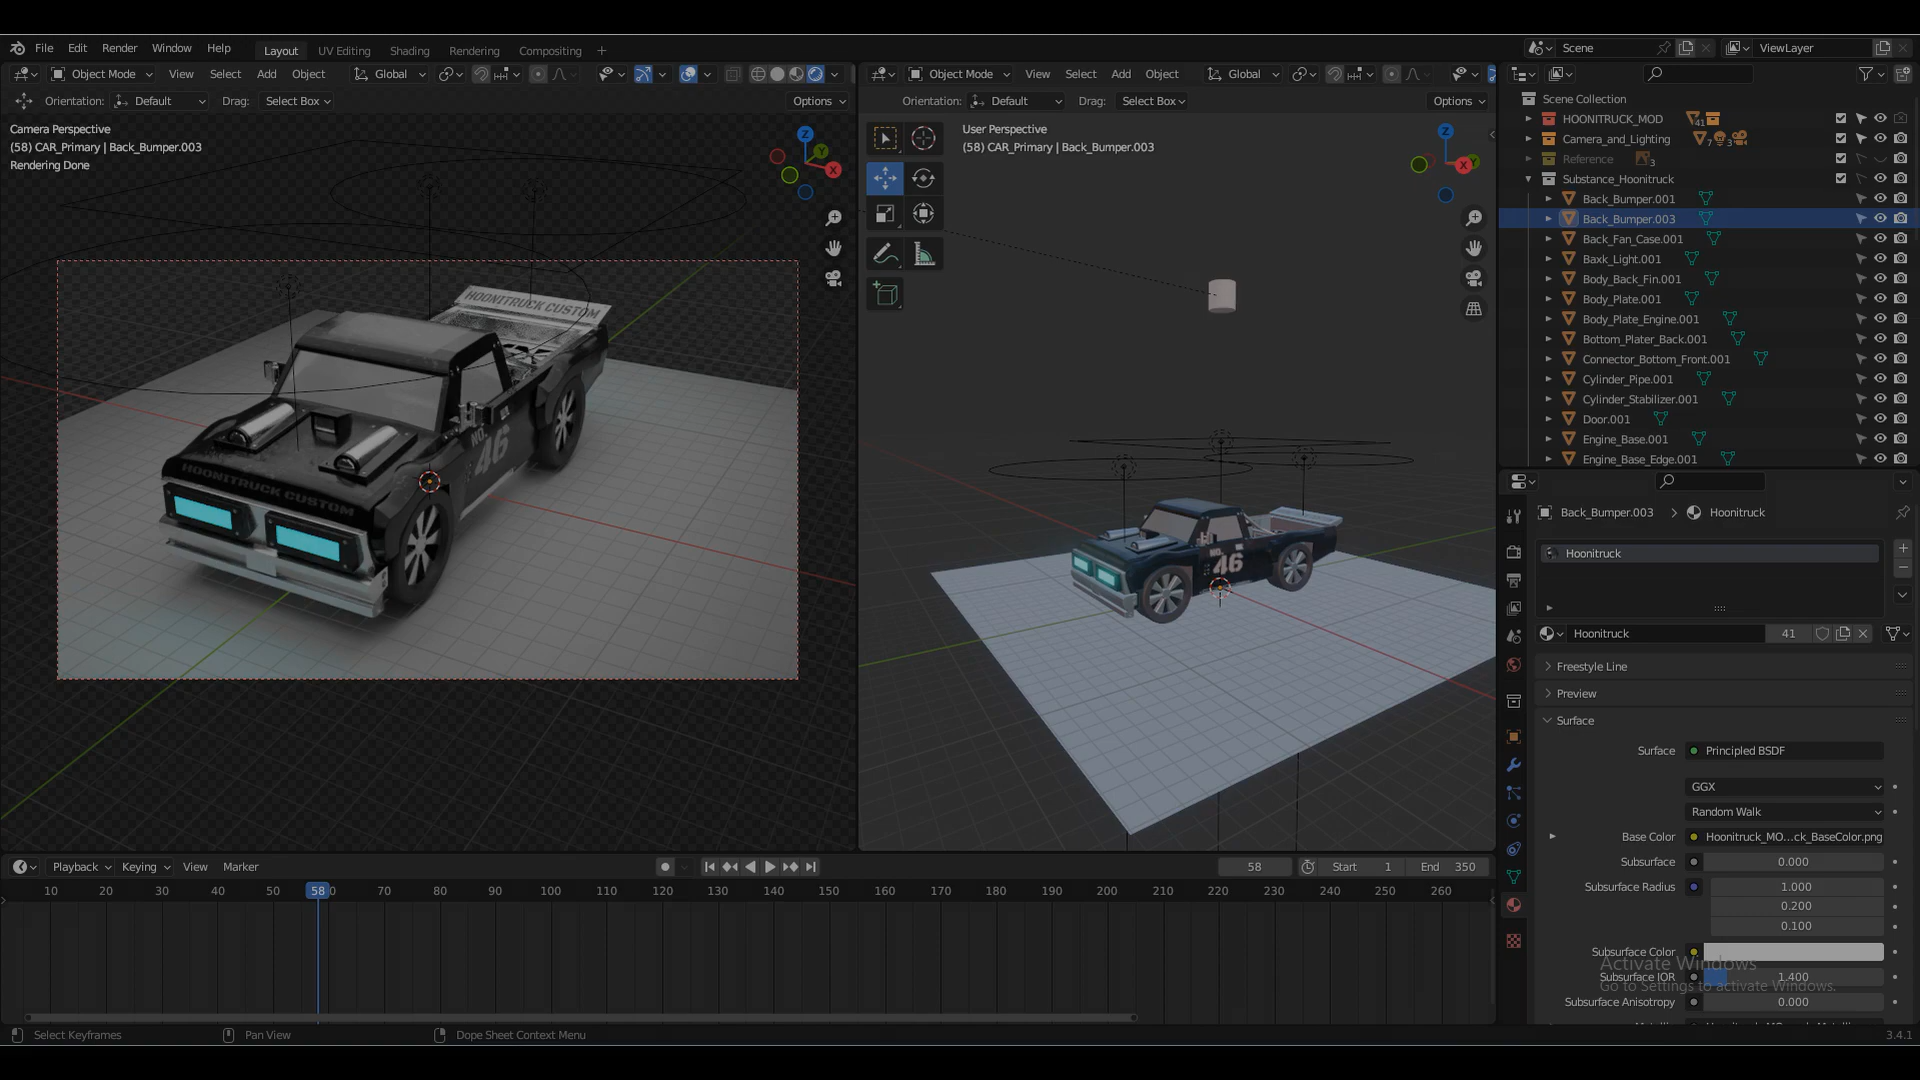 File Edit Render Window Help Layout UV Editing Shading Rendering Compositing + Scene ViewLayer
Object Mode View Select Add Object Global
Object Mode View Select Add Object Global
Orientation: Default Drag: Select Box Options
Orientation: Default Drag: Select Box Options
Camera Perspective
(58) CAR_Primary | Back_Bumper.003
Rendering Done
User Perspective
(58) CAR_Primary | Back_Bumper.003
Z
Y
X
Z
Y
X
HOONITRUCK CUSTOM
NO.
46
HOONITRUCK CUSTOM
NO.
46
Scene Collection
HOONITRUCK_MOD 41
Camera_and_Lighting 7 3
Reference 3
Substance_Hoonitruck
Back_Bumper.001
Back_Bumper.003
Back_Fan_Case.001
Baxk_Light.001
Body_Back_Fin.001
Body_Plate.001
Body_Plate_Engine.001
Bottom_Plater_Back.001
Connector_Bottom_Front.001
Cylinder_Pipe.001
Cylinder_Stabilizer.001
Door.001
Engine_Base.001
Engine_Base_Edge.001
Back_Bumper.003 > Hoonitruck
Hoonitruck
Hoonitruck 41
Freestyle Line
Preview
Surface
Surface Principled BSDF
GGX
Random Walk
Base Color Hoonitruck_MO...ck_BaseColor.png
Subsurface 0.000
Subsurface Radius 1.000
0.200
0.100
Subsurface Color
Subsurface IOR 1.400
Subsurface Anisotropy 0.000
Activate Windows
Go to Settings to activate Windows.
Playback Keying View Marker 58 Start 1 End 350
10 20 30 40 50 58 70 80 90 100 110 120 130 140 150 160 170 180 190 200 210 220 230 240 250 260
Select Keyframes Pan View Dope Sheet Context Menu 3.4.1